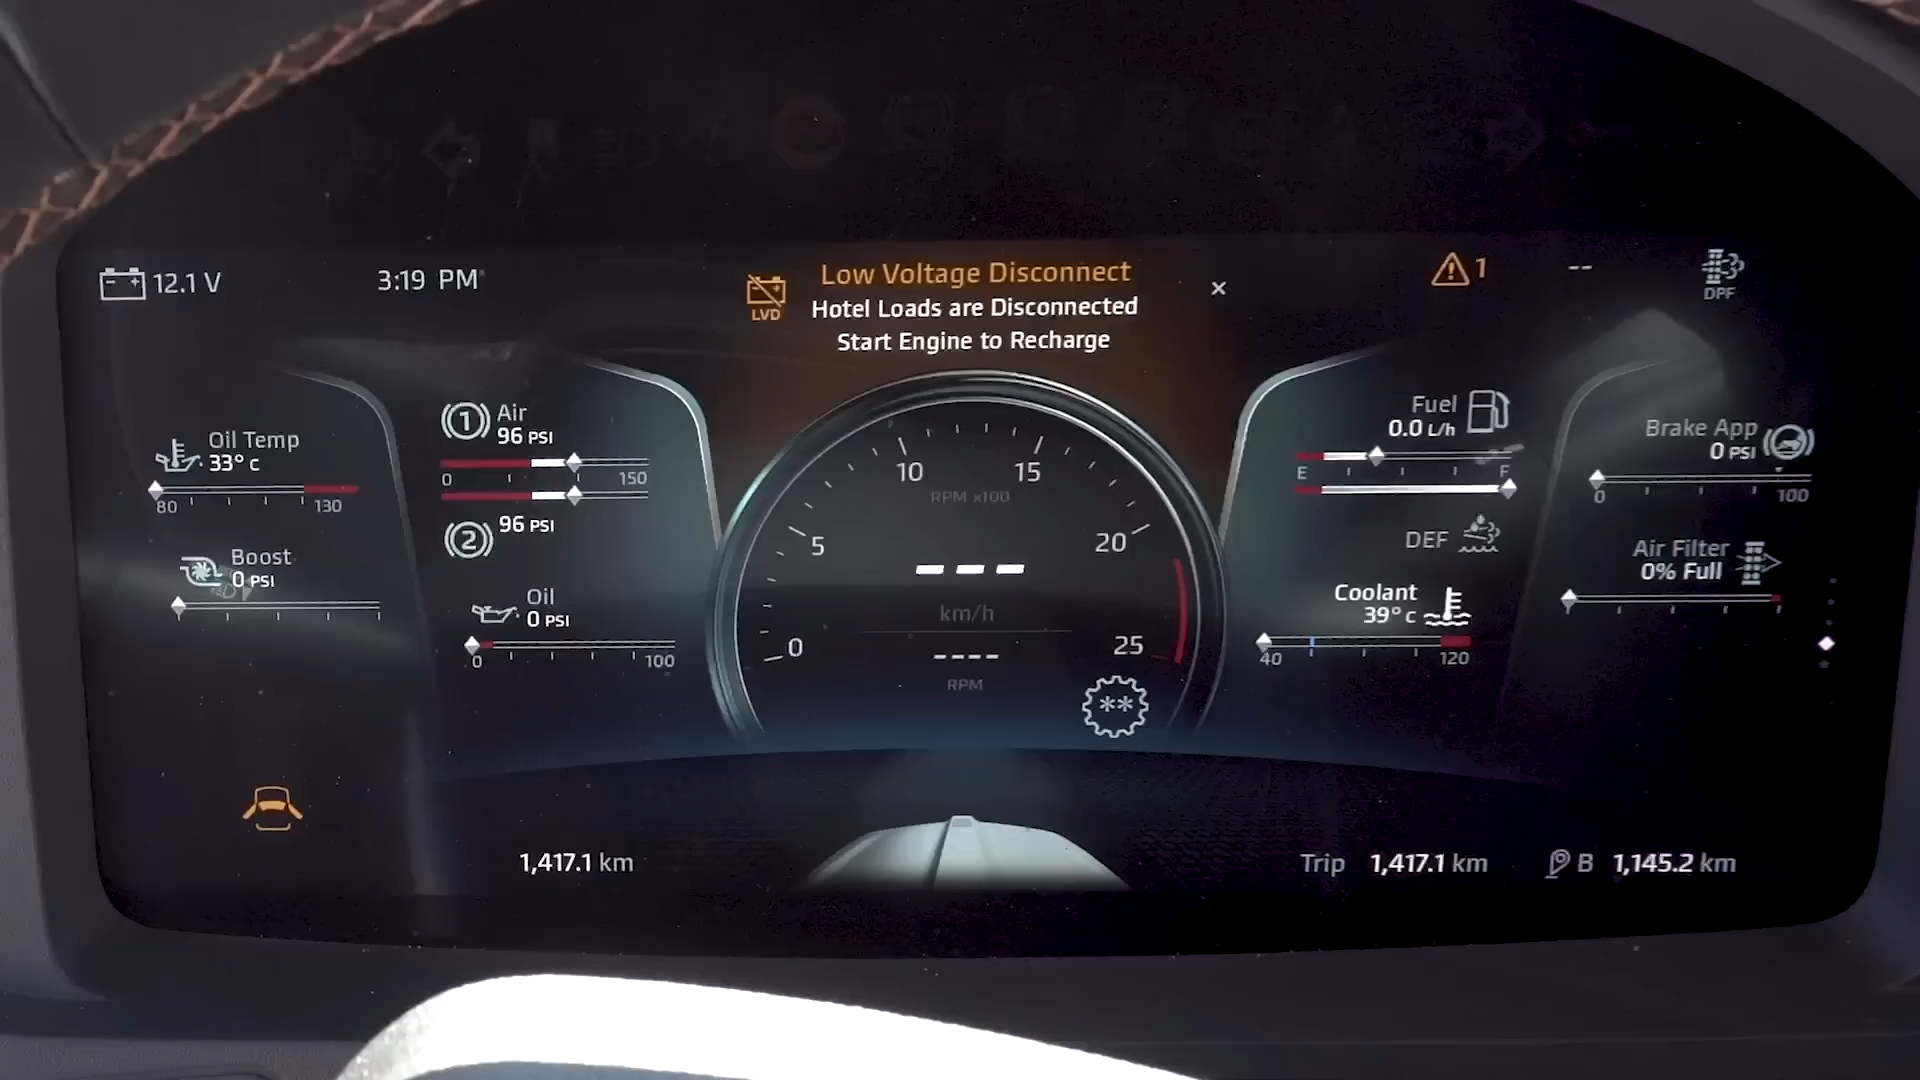 12.1 V
3:19 PM
LVD
Low Voltage Disconnect
Hotel Loads are Disconnected
Start Engine to Recharge
×
1
--
DPF
Oil Temp
33° C
80 130
Boost
0 PSI
1
Air
96 PSI
0 150
2
96 PSI
Oil
0 PSI
0 100
0
5
10
15
20
25
RPM x100
---
km/h
----
RPM
**
Fuel
0.0 L/h
E F
DEF
Coolant
39° C
40 120
Brake App
0 PSI
0 100
Air Filter
0% Full
1,417.1 km
Trip 1,417.1 km
B 1,145.2 km